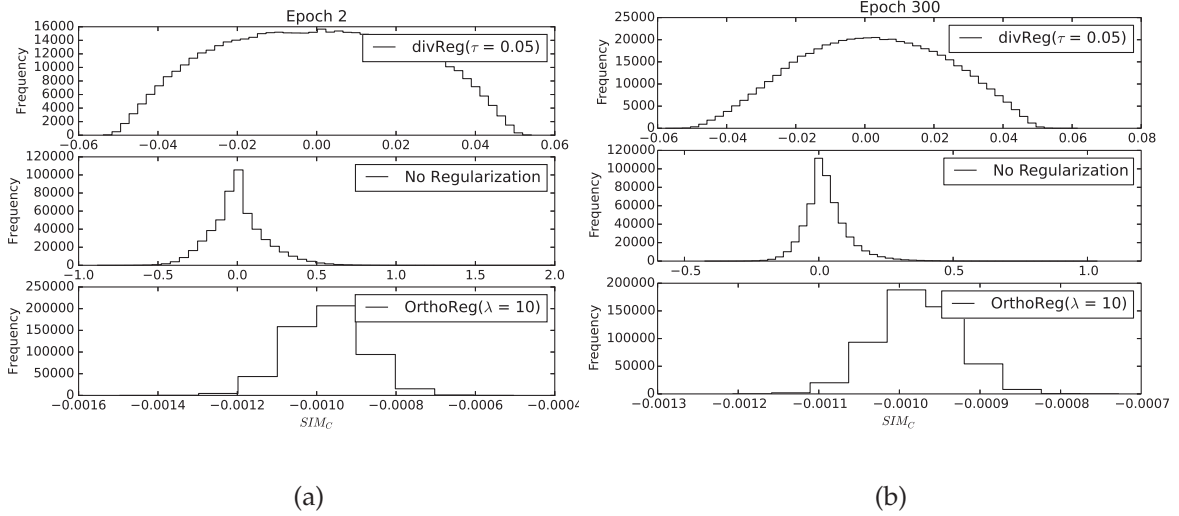 Epoch 2
16000
14000
12000
10000
8000
6000
4000
2000
0
Frequency
divReg(τ = 0.05)
−0.06 −0.04 −0.02 0.00 0.02 0.04 0.06
120000
100000
80000
60000
40000
20000
0
Frequency
No Regularization
−1.0 −0.5 0.0 0.5 1.0 1.5 2.0
250000
200000
150000
100000
50000
0
Frequency
OrthoReg(λ = 10)
−0.0016 −0.0014 −0.0012 −0.0010 −0.0008 −0.0006 −0.0004
SIM_C
(a)
Epoch 300
25000
20000
15000
10000
5000
0
Frequency
divReg(τ = 0.05)
−0.06 −0.04 −0.02 0.00 0.02 0.04 0.06 0.08
120000
100000
80000
60000
40000
20000
0
Frequency
No Regularization
−0.5 0.0 0.5 1.0
200000
150000
100000
50000
0
Frequency
OrthoReg(λ = 10)
−0.0013 −0.0012 −0.0011 −0.0010 −0.0009 −0.0008 −0.0007
SIM_C
(b)